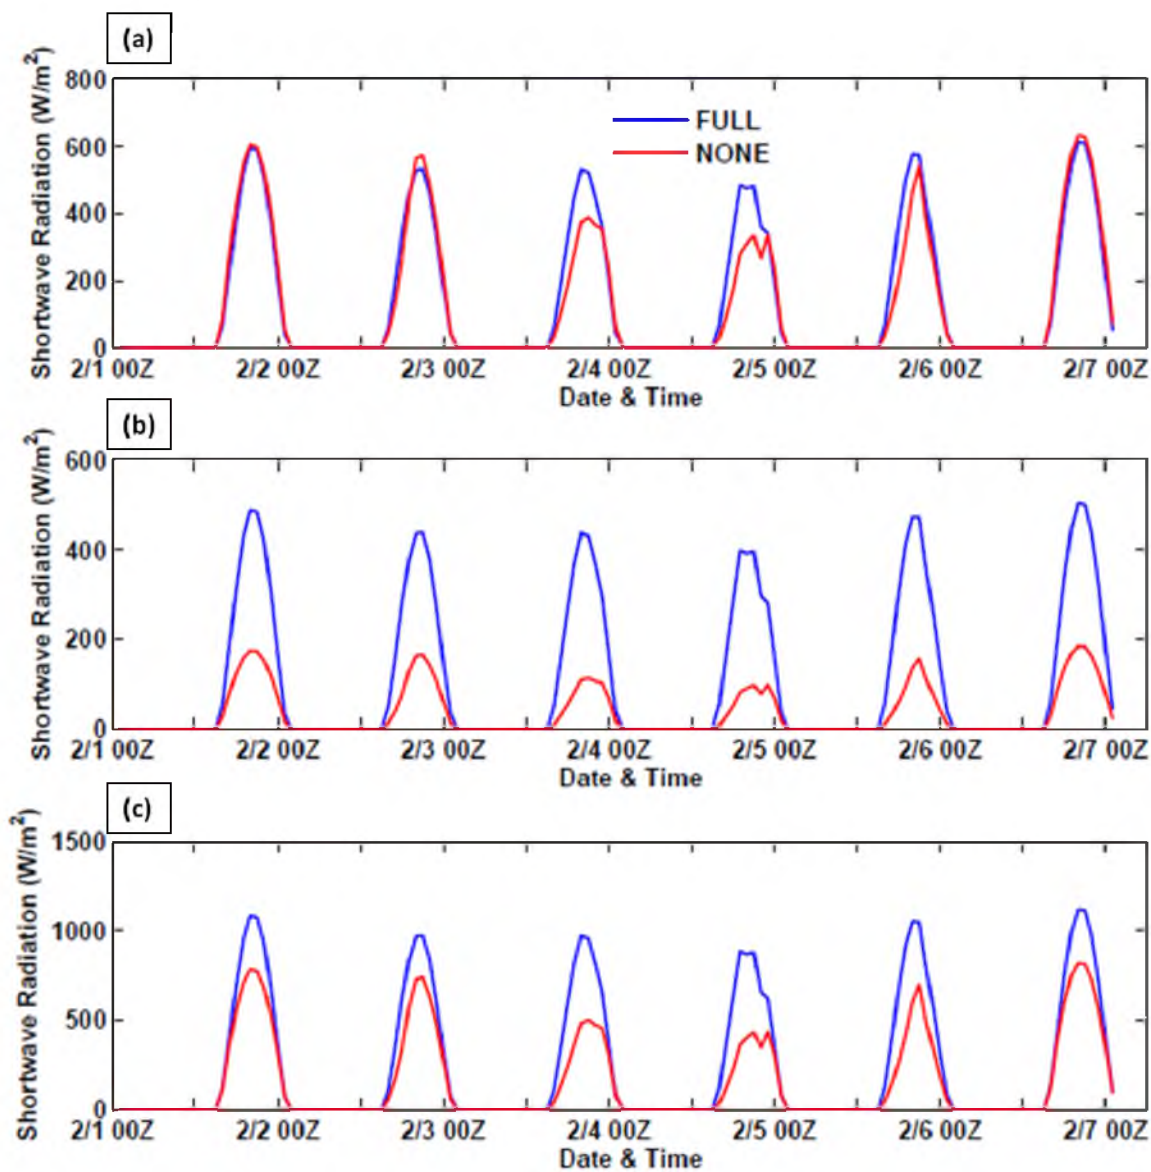 (a)
Shortwave Radiation (W/m²)
800
600
400
200
0
FULL
NONE
2/1 00Z 2/2 00Z 2/3 00Z 2/4 00Z 2/5 00Z 2/6 00Z 2/7 00Z
Date & Time
(b)
Shortwave Radiation (W/m²)
600
400
200
0
2/1 00Z 2/2 00Z 2/3 00Z 2/4 00Z 2/5 00Z 2/6 00Z 2/7 00Z
Date & Time
(c)
Shortwave Radiation (W/m²)
1500
1000
500
0
2/1 00Z 2/2 00Z 2/3 00Z 2/4 00Z 2/5 00Z 2/6 00Z 2/7 00Z
Date & Time